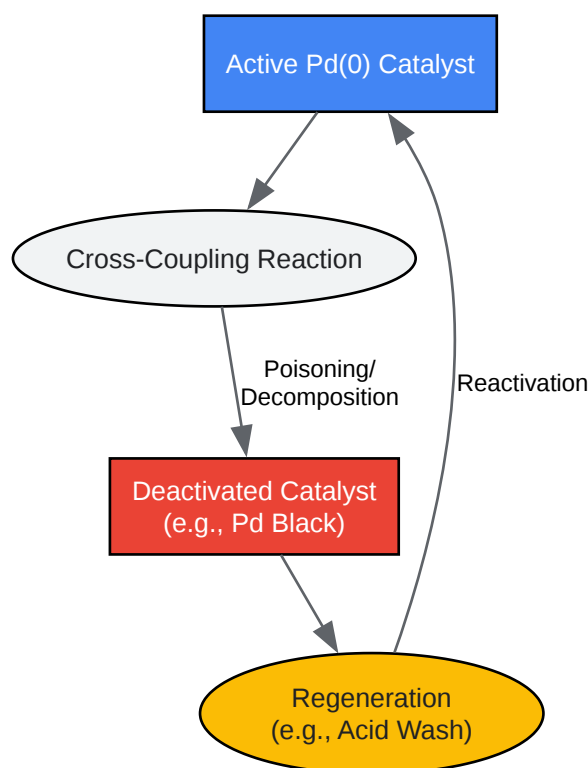 Active Pd(0) Catalyst
Cross-Coupling Reaction
Poisoning/
Decomposition
Reactivation
Deactivated Catalyst
(e.g., Pd Black)
Regeneration
(e.g., Acid Wash)